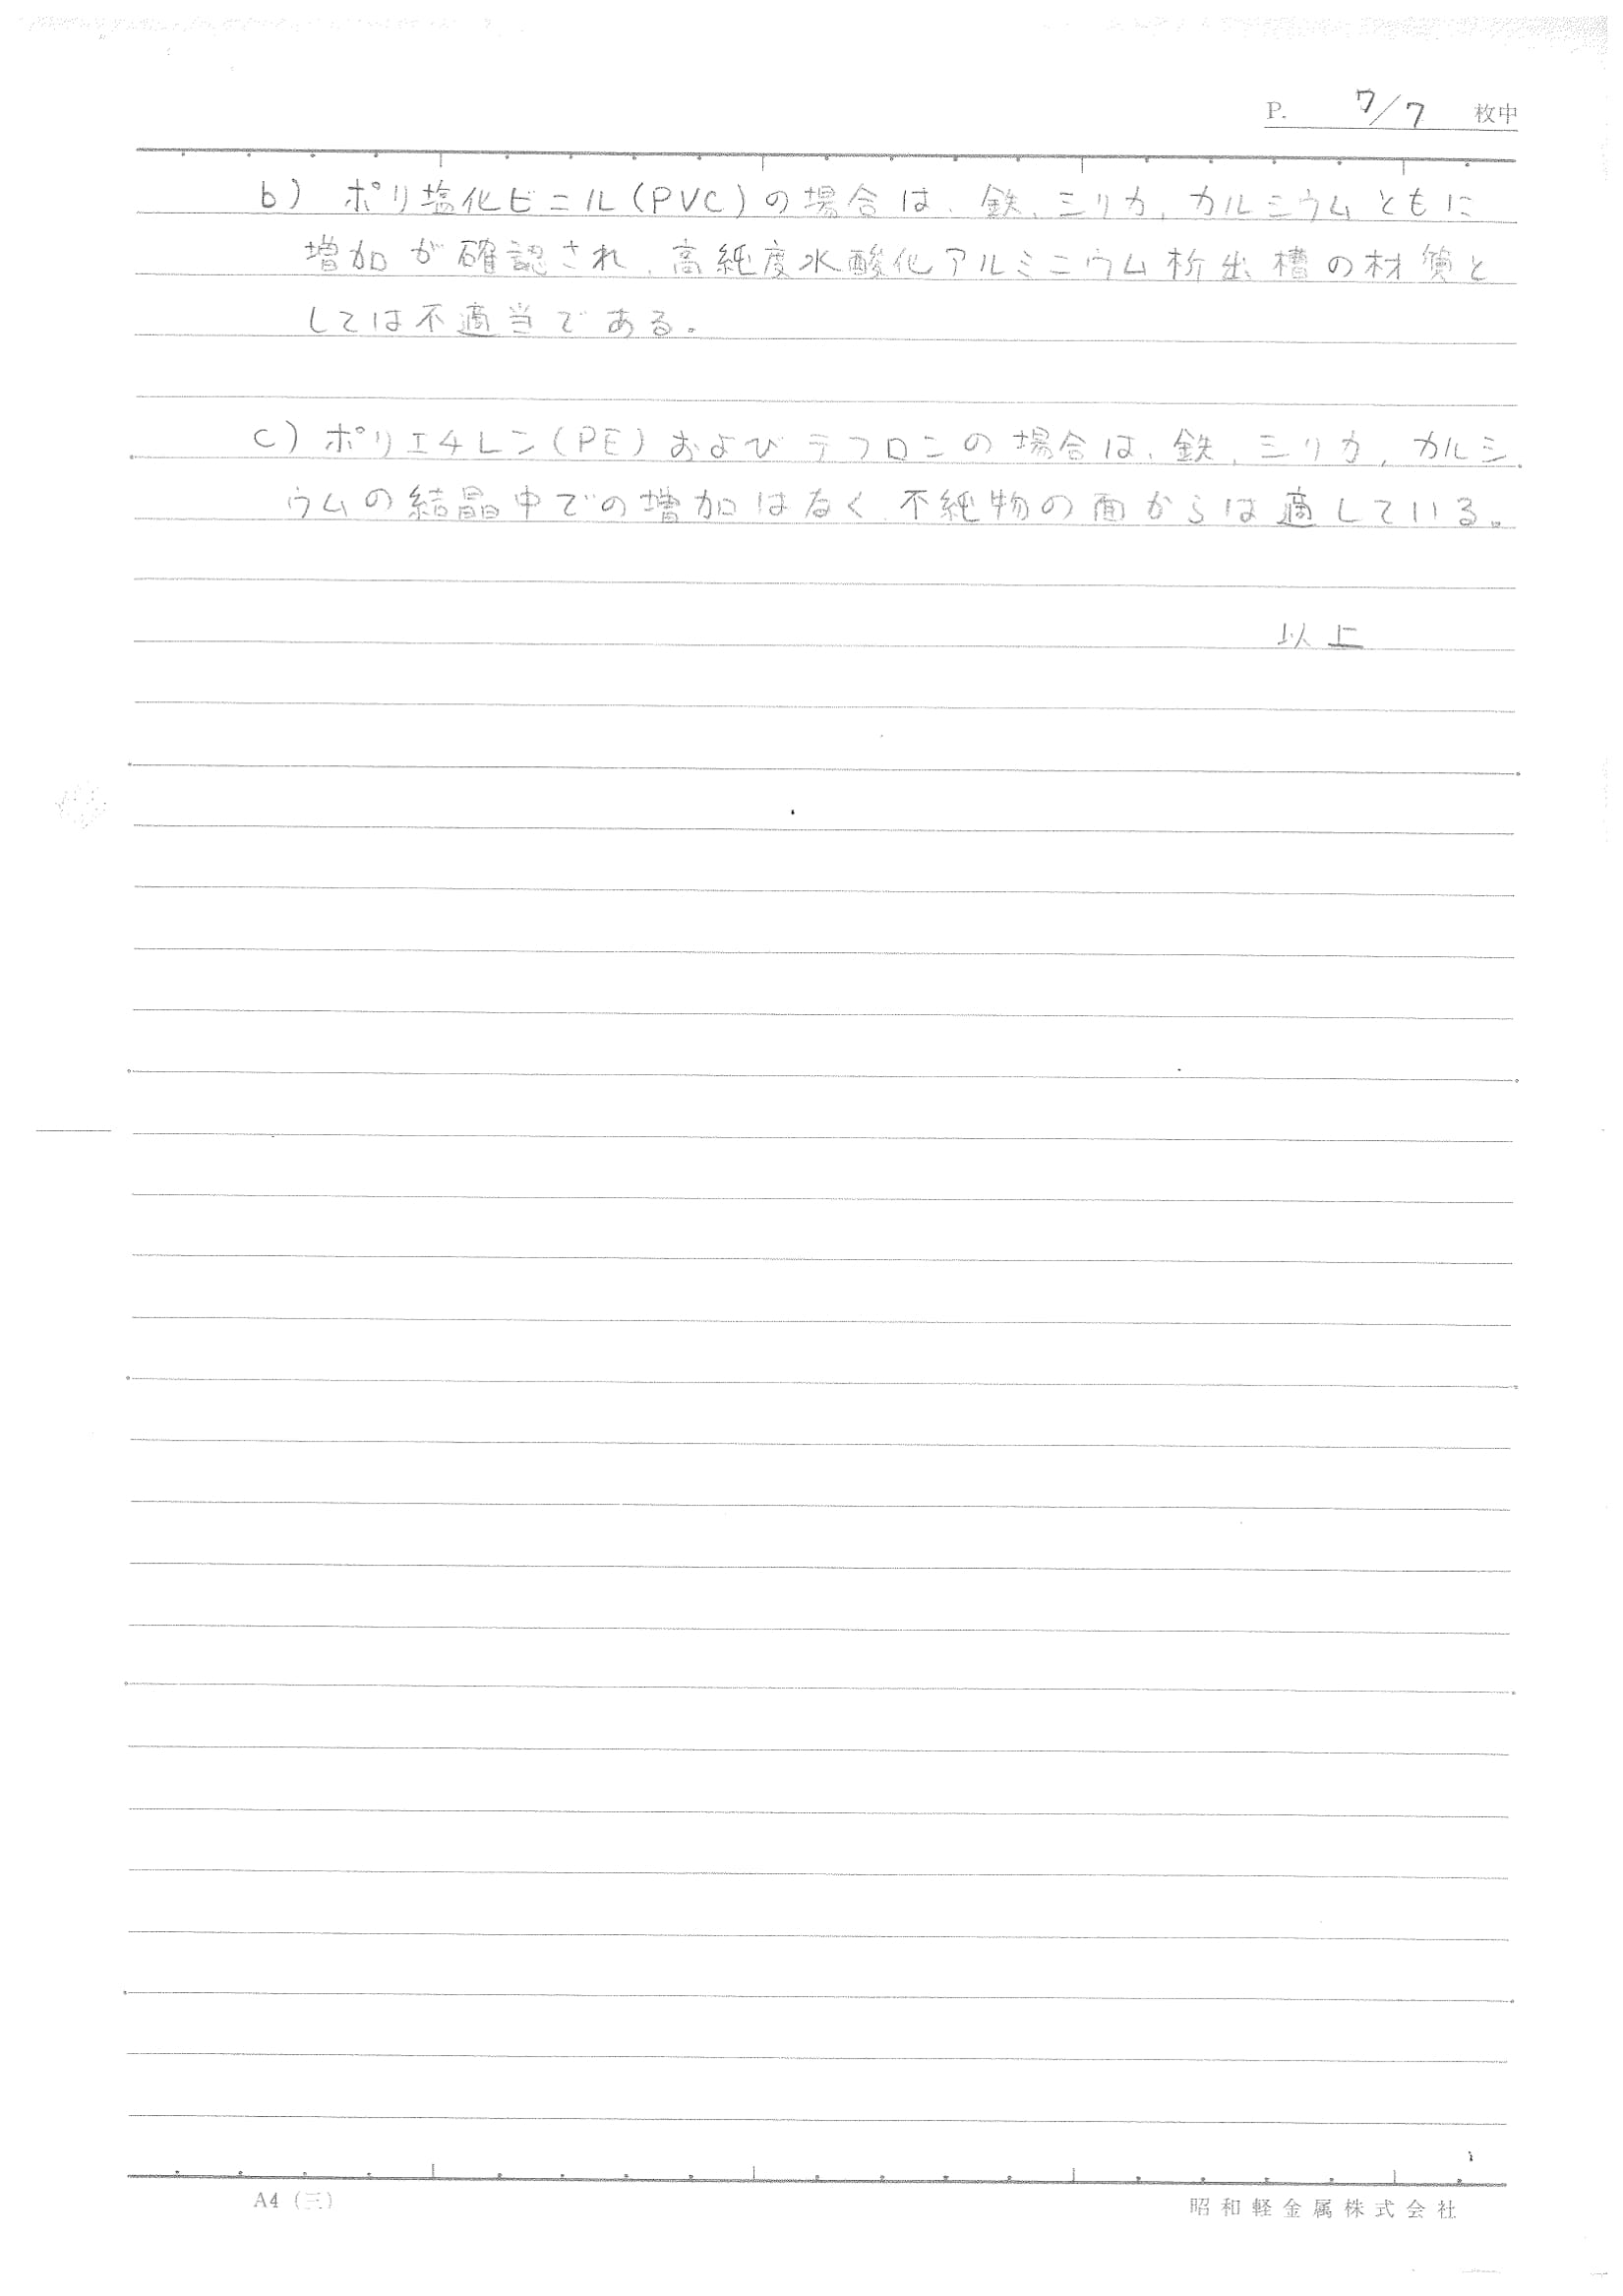 P. 7/7 枚中
b) ポリ塩化ビニル(PVC)の場合は、鉄、シリカ、カルシウムともに
増加が確認され、高純度水酸化アルミニウム析出槽の材質と
しては不適当である。
c) ポリエチレン(PE)およびテフロンの場合は、鉄、シリカ、カルシ
ウムの結晶中での増加はなく、不純物の面からは適している。
以上
A4 (三)
昭和軽金属株式会社